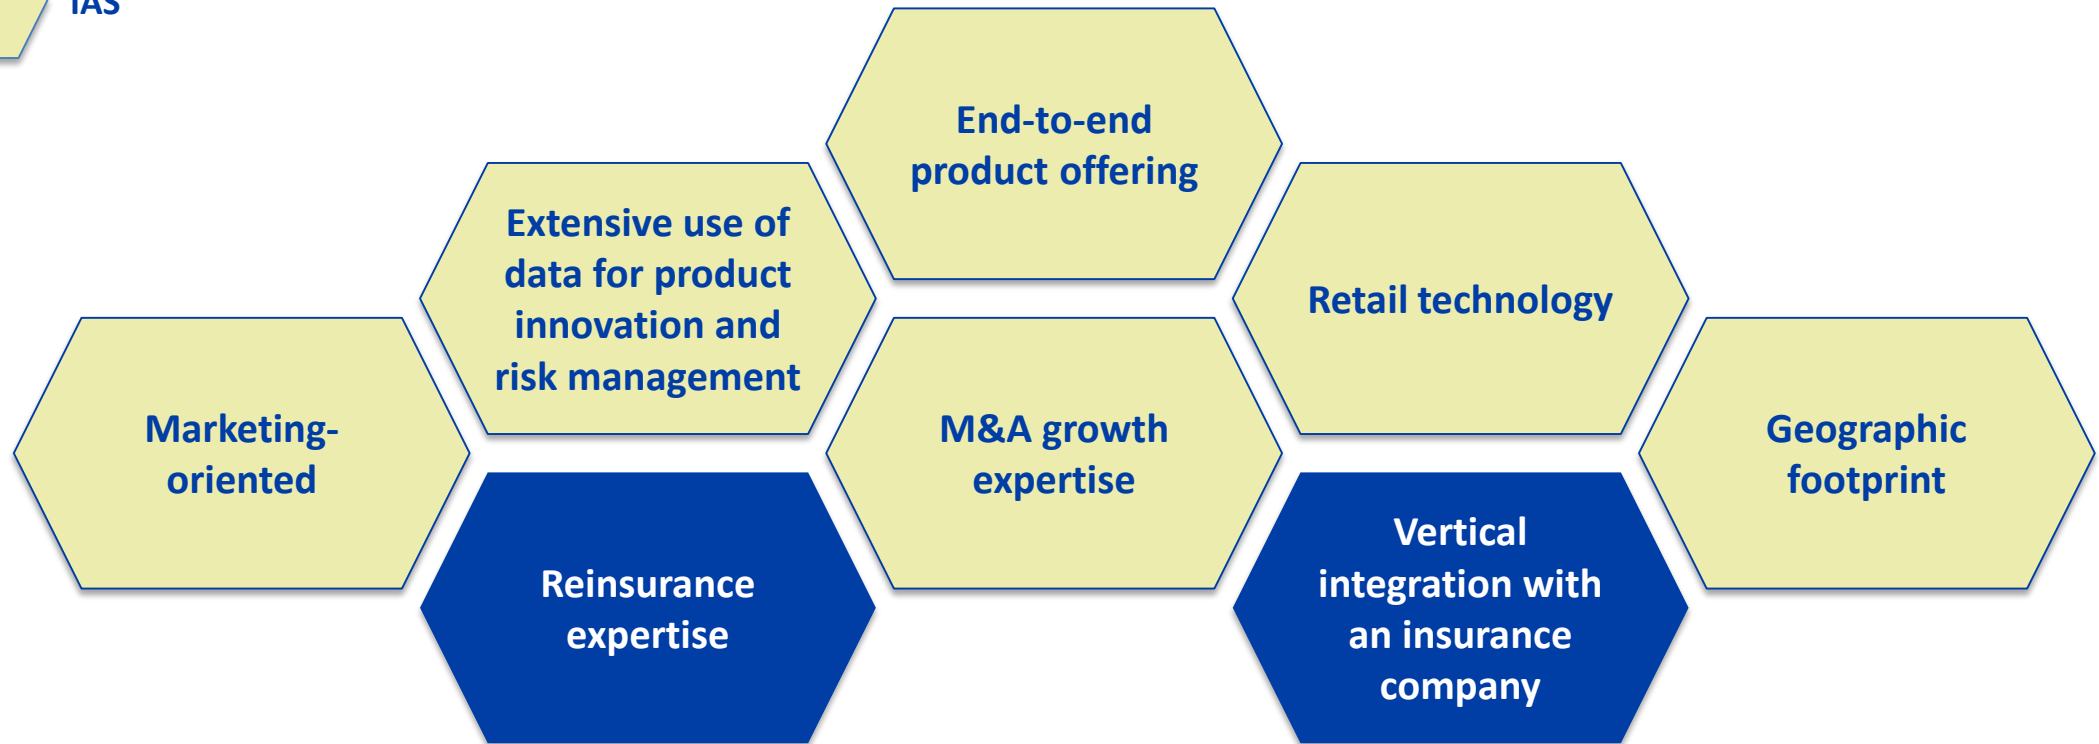 IAS
End-to-end
product offering
Extensive use of
data for product
innovation and
risk management
Retail technology
Marketing-
oriented
M&A growth
expertise
Geographic
footprint
Reinsurance
expertise
Vertical
integration with
an insurance
company